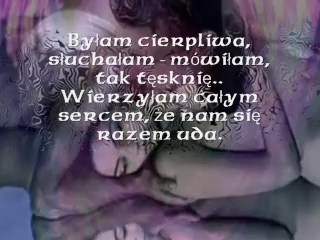 Byłam cierpliwa,
słuchałam - mówiłam,
tak tęsknię..
Wierzyłam całym
sercem, że nam się
razem uda.